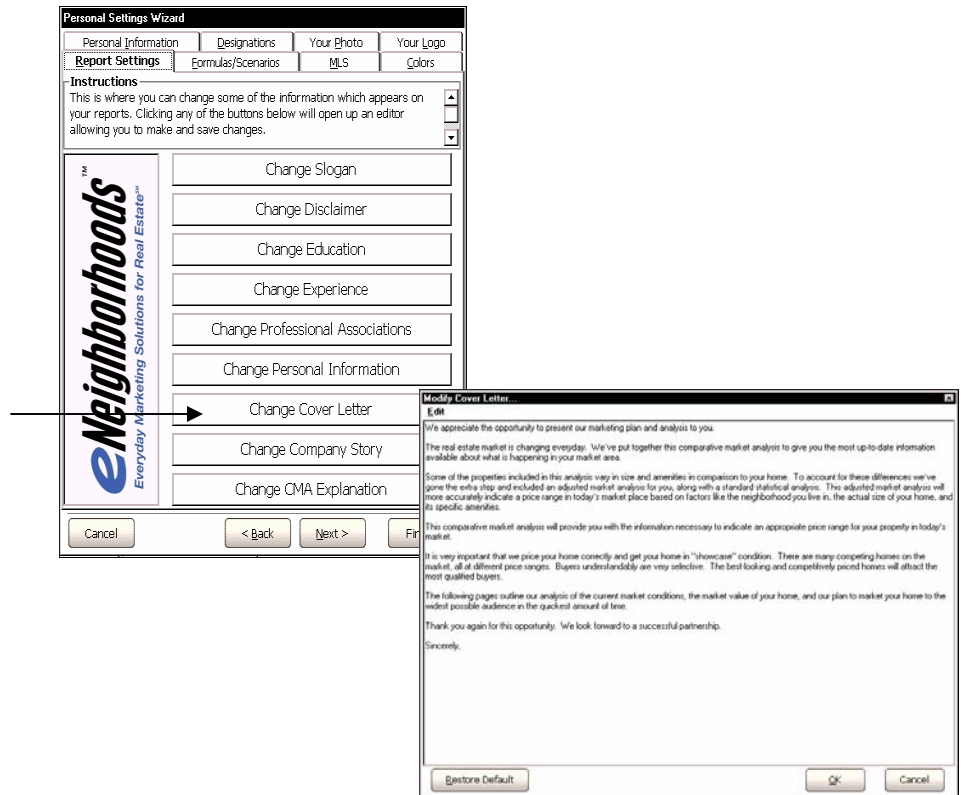 Personal Settings Wizard
Personal Information
Designations
Your Photo
Your Logo
Report Settings
Formulas/Scenarios
MLS
Colors
Instructions
This is where you can change some of the information which appears on
your reports. Clicking any of the buttons below will open up an editor
allowing you to make and save changes.
eNeighborhoods™
Everyday Marketing Solutions for Real Estate℠
Change Slogan
Change Disclaimer
Change Education
Change Experience
Change Professional Associations
Change Personal Information
Change Cover Letter
Change Company Story
Change CMA Explanation
Cancel
< Back
Next >
Modify Cover Letter...
Edit
We appreciate the opportunity to present our marketing plan and analysis to you.
The real estate market is changing everyday. We've put together this comparative market analysis to give you the most up-to-date information
available about what is happening in your market area.
Some of the properties included in this analysis vary in size and amenities in comparison to your home. To account for these differences we've
gone the extra step and included an adjusted market analysis for you, along with a standard statistical analysis. This adjusted market analysis will
more accurately indicate a price range in today's market place based on factors like the neighborhood you live in, the actual size of your home, and
its specific amenities.
This comparative market analysis will provide you with the information necessary to indicate an appropriate price range for your property in today's
market.
It is very important that we price your home correctly and get your home in "showcase" condition. There are many competing homes on the
market, all at different price ranges. Buyers understandably are very selective. The best-looking and competitively priced homes will attract the
most qualified buyers.
The following pages outline our analysis of the current market conditions, the market value of your home, and our plan to market your home to the
widest possible audience in the quickest amount of time.
Thank you again for this opportunity. We look forward to a successful partnership.
Sincerely,
Restore Default
OK
Cancel